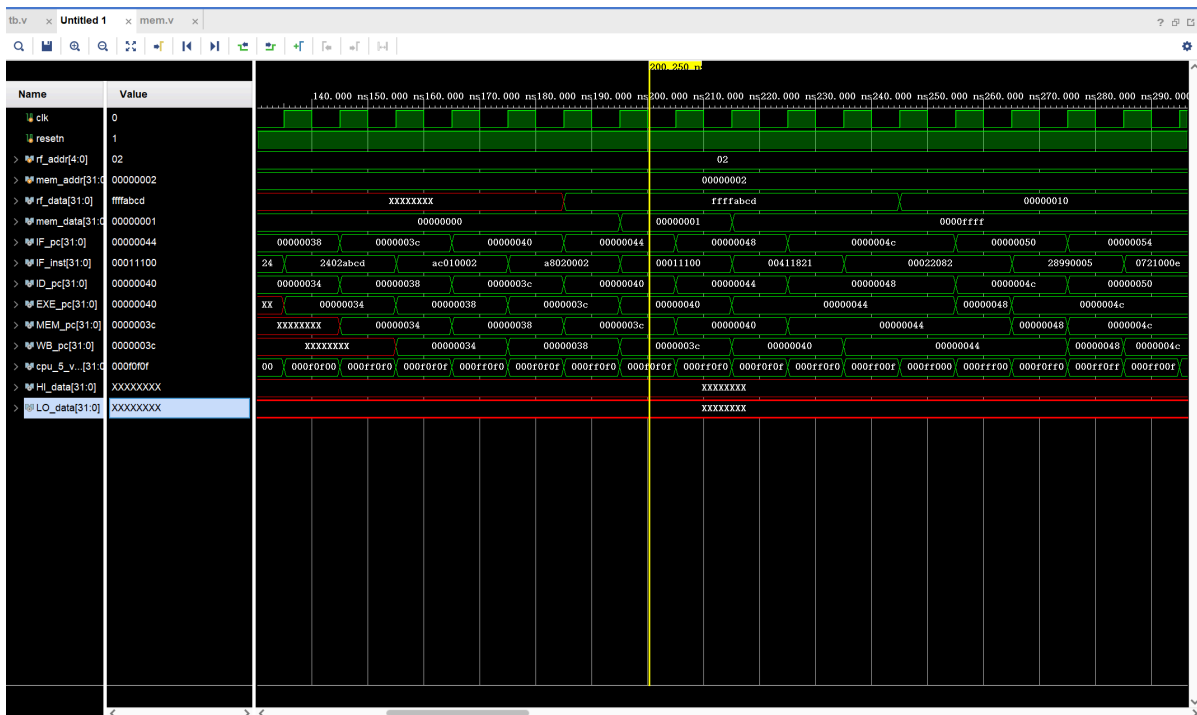 tb.v × Untitled 1 × mem.v ×
200.250 n
Name Value
140.000 ns 150.000 ns 160.000 ns 170.000 ns 180.000 ns 190.000 ns 200.000 ns 210.000 ns 220.000 ns 230.000 ns 240.000 ns 250.000 ns 260.000 ns 270.000 ns 280.000 ns 290.000
clk 0
resetn 1
rf_addr[4:0] 02 02
mem_addr[31:0 00000002 00000002
rf_data[31:0] ffffabcd XXXXXXXX ffffabcd 00000010
mem_data[31:0 00000001 00000000 00000001 0000ffff
IF_pc[31:0] 00000044 00000038 0000003c 00000040 00000044 00000048 0000004c 00000050 00000054
IF_inst[31:0] 00011100 24 2402abcd ac010002 a8020002 00011100 00411821 00022082 28990005 0721000e
ID_pc[31:0] 00000040 00000034 00000038 0000003c 00000040 00000044 00000048 0000004c 00000050
EXE_pc[31:0] 00000040 XX 00000034 00000038 0000003c 00000040 00000044 00000048 0000004c
MEM_pc[31:0] 0000003c XXXXXXXX 00000034 00000038 0000003c 00000040 00000044 00000048 0000004c
WB_pc[31:0] 0000003c XXXXXXXX 00000034 00000038 0000003c 00000040 00000044 00000048 0000004c
cpu_5_v...[31:0 000f0f0f 00 000f0f00 000ff0f0 000f0f0f 000ff0f0 000f0f0f 000ff0f0 000f0f0f 000ff0f0 000f0f0f 000ff0f0 000ff00f 000ff000 000f0ff0 000ff0ff 000ff00f
HI_data[31:0] XXXXXXXX XXXXXXXX
LO_data[31:0] XXXXXXXX XXXXXXXX